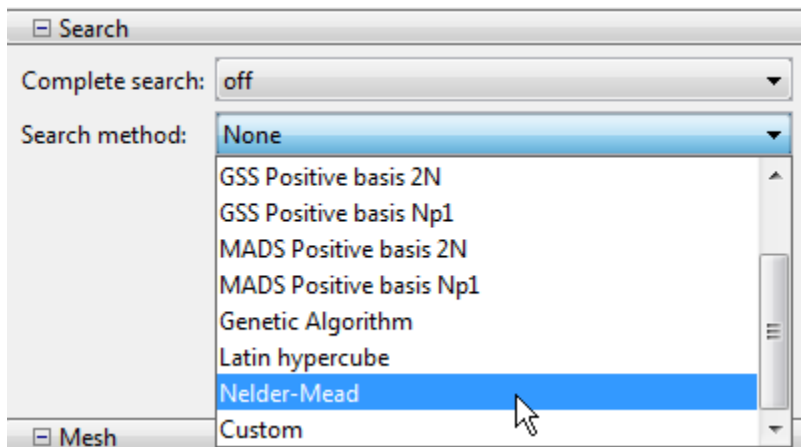 Search
Complete search: off
Search method: None
GSS Positive basis 2N
GSS Positive basis Np1
MADS Positive basis 2N
MADS Positive basis Np1
Genetic Algorithm
Latin hypercube
Nelder-Mead
Custom
Mesh